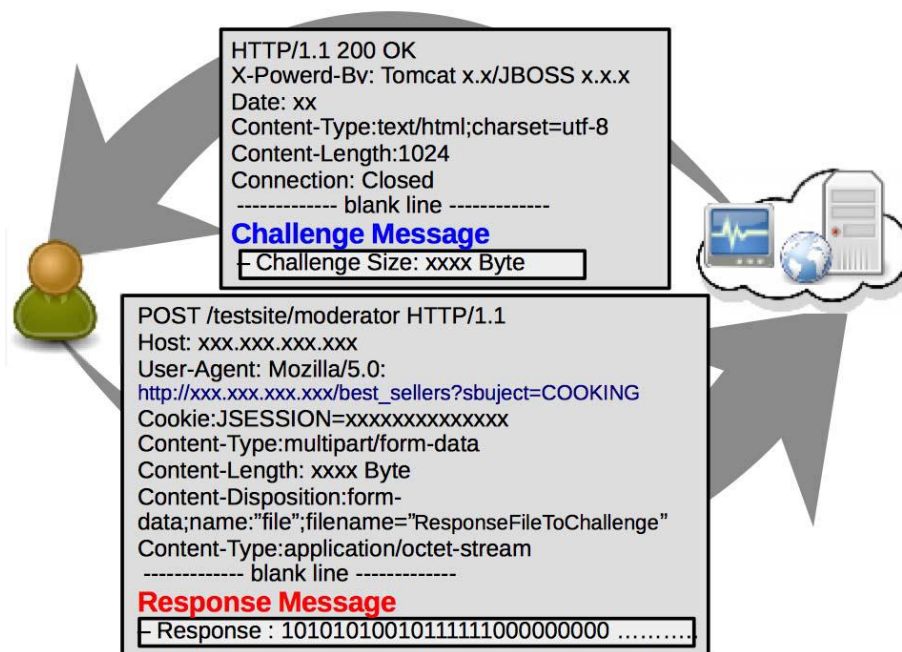 HTTP/1.1 200 OK
X-Powerd-Bv: Tomcat x.x/JBOSS x.x.x
Date: xx
Content-Type:text/html;charset=utf-8
Content-Length:1024
Connection: Closed
------------- blank line -------------
Challenge Message
– Challenge Size: xxxx Byte
POST /testsite/moderator HTTP/1.1
Host: xxx.xxx.xxx.xxx
User-Agent: Mozilla/5.0:
http://xxx.xxx.xxx.xxx/best_sellers?sbuject=COOKING
Cookie:JSESSION=xxxxxxxxxxxxxx
Content-Type:multipart/form-data
Content-Length: xxxx Byte
Content-Disposition:form-
data;name:”file”;filename=”ResponseFileToChallenge”
Content-Type:application/octet-stream
------------- blank line -------------
Response Message
– Response : 101010100101111111000000000 ………..